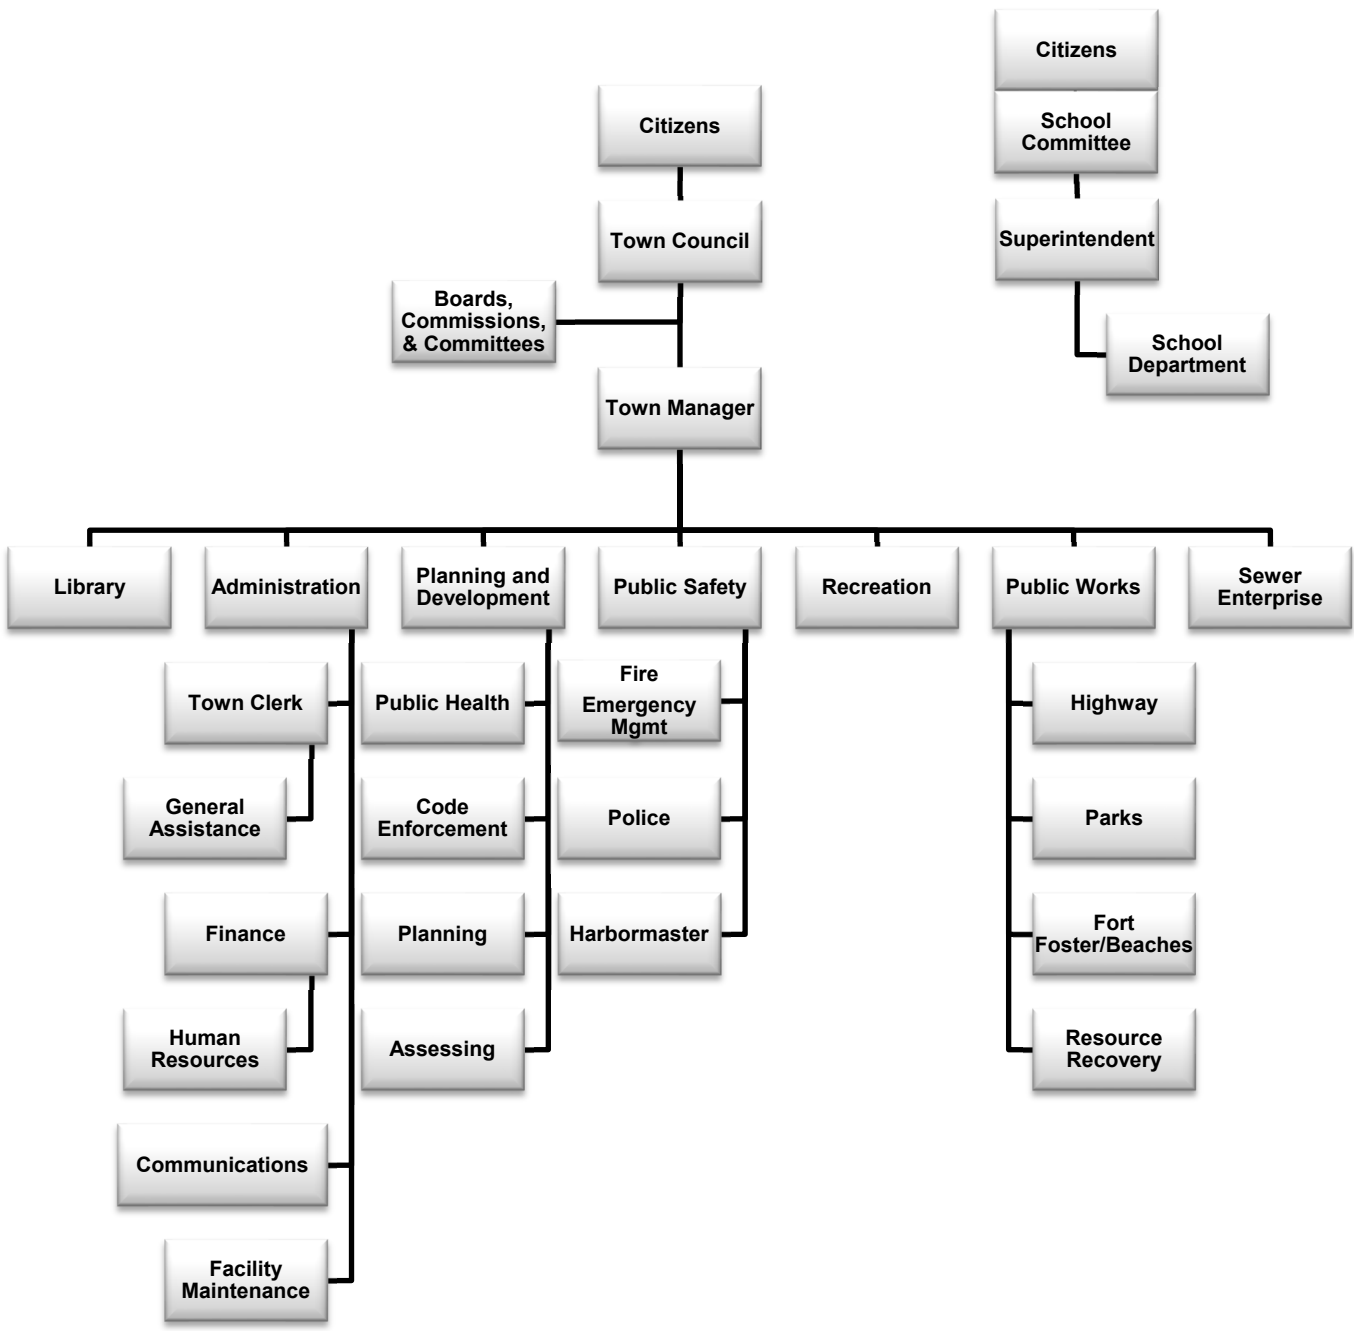 Citizens
School
Committee
Superintendent
School
Department
Citizens
Town Council
Boards,
Commissions,
& Committees
Town Manager
Library
Administration
Planning and
Development
Public Safety
Recreation
Public Works
Sewer
Enterprise
Town Clerk
General
Assistance
Finance
Human
Resources
Communications
Facility
Maintenance
Public Health
Code
Enforcement
Planning
Assessing
Fire
Emergency
Mgmt
Police
Harbormaster
Highway
Parks
Fort
Foster/Beaches
Resource
Recovery